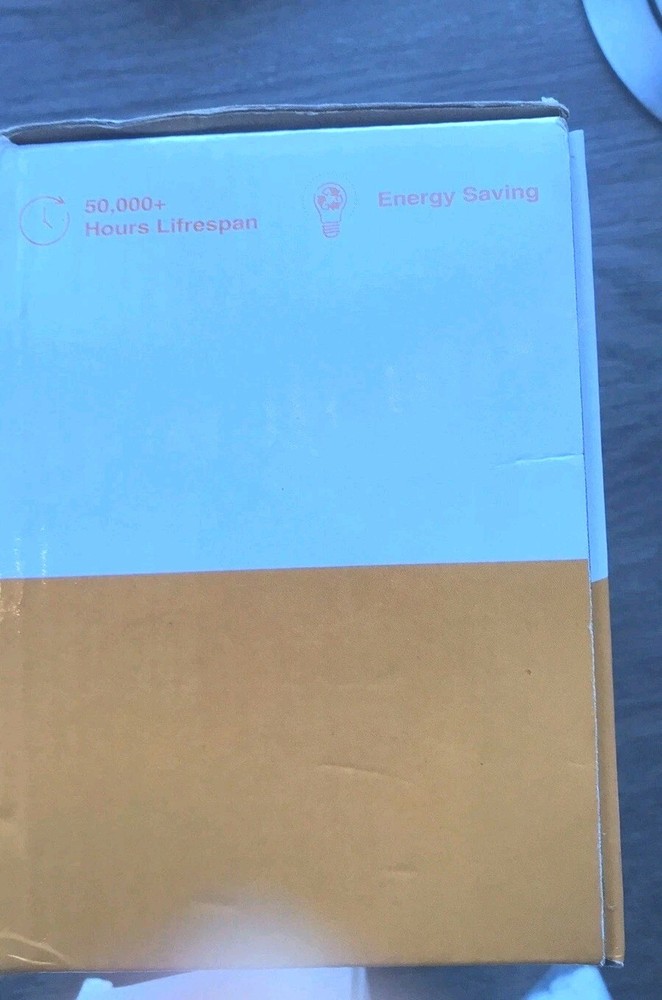 50,000+
Hours Lifrespan
Energy Saving